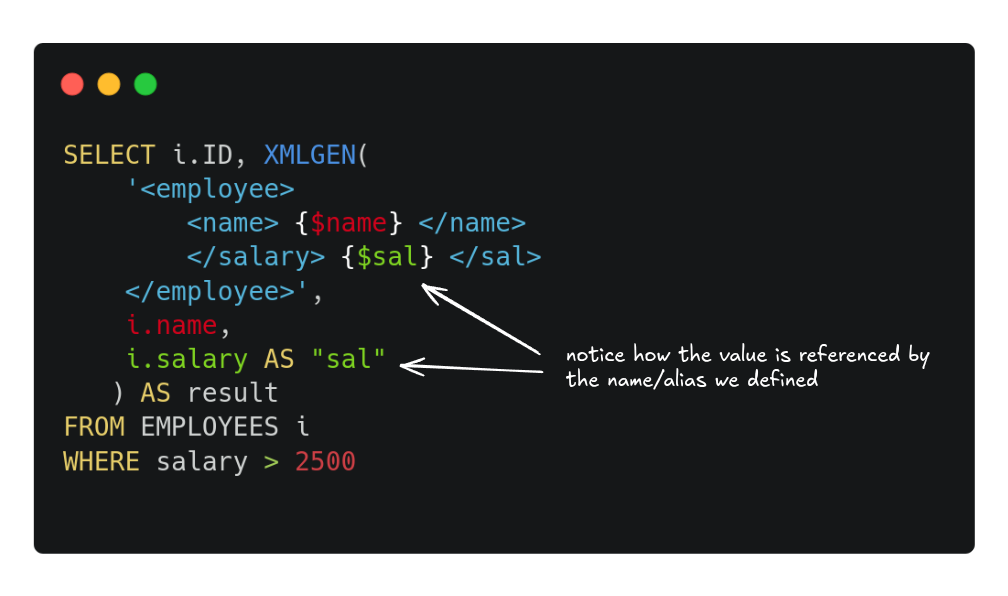 SELECT i.ID, XMLGEN(
'<employee>
<name> {$name} </name>
</salary> {$sal} </sal>
</employee>',
i.name,
i.salary AS "sal"
) AS result
FROM EMPLOYEES i
WHERE salary > 2500
notice how the value is referenced by
the name/alias we defined